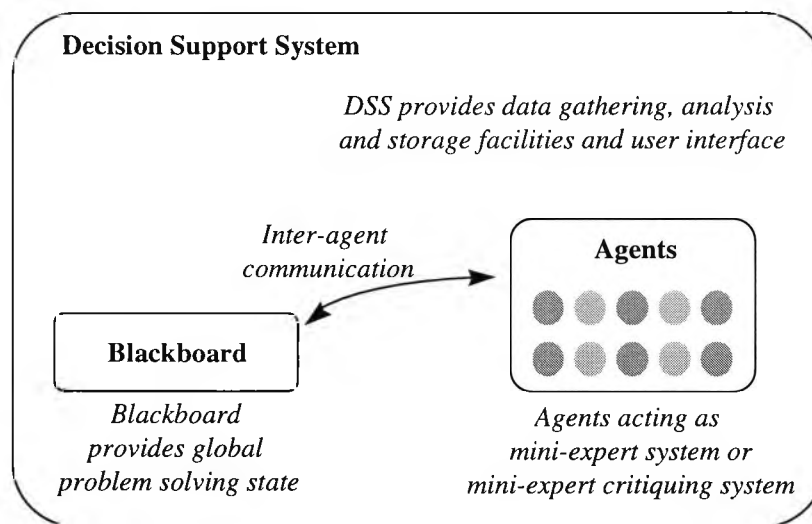 Decision Support System
DSS provides data gathering, analysis
and storage facilities and user interface
Inter-agent
communication
Agents
Blackboard
Blackboard
provides global
problem solving state
Agents acting as
mini-expert system or
mini-expert critiquing system